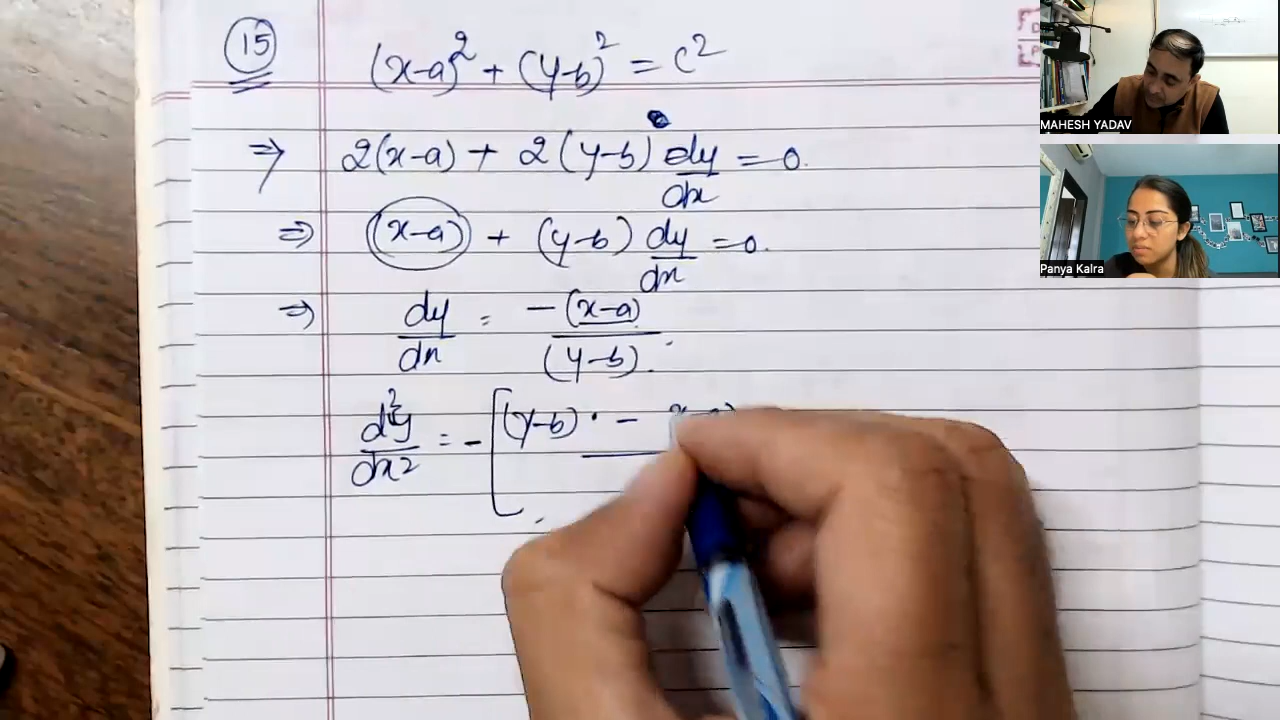 15
(x-a)² + (y-b)² = c²
⇒ 2(x-a) + 2(y-b) dy/dx = 0.
⇒ (x-a) + (y-b) dy/dx = 0.
⇒ dy/dx = -(x-a)/(y-b).
d²y/dx² = -[(y-b)· -
MAHESH YADAV
Panya Kalra